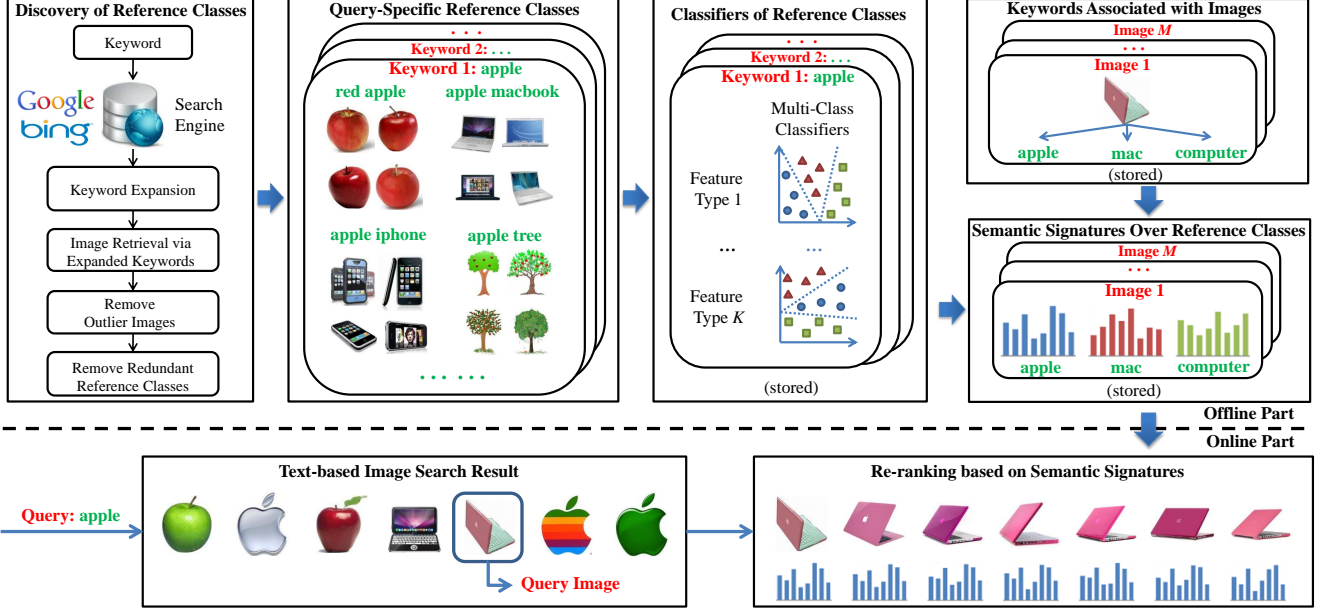 Discovery of Reference Classes
Keyword
Google
bing
Search
Engine
Keyword Expansion
Image Retrieval via
Expanded Keywords
Remove
Outlier Images
Remove Redundant
Reference Classes
Query-Specific Reference Classes
. . .
Keyword 2: . . .
Keyword 1: apple
red apple
apple macbook
apple iphone
apple tree
... ...
Classifiers of Reference Classes
. . .
Keyword 2: . . .
Keyword 1: apple
Multi-Class
Classifiers
Feature
Type 1
... ...
Feature
Type K
(stored)
Keywords Associated with Images
Image M
. . .
Image 1
apple mac computer
(stored)
Semantic Signatures Over Reference Classes
Image M
. . .
Image 1
apple mac computer
(stored)
Offline Part
Online Part
Query: apple
Text-based Image Search Result
Query Image
Re-ranking based on Semantic Signatures